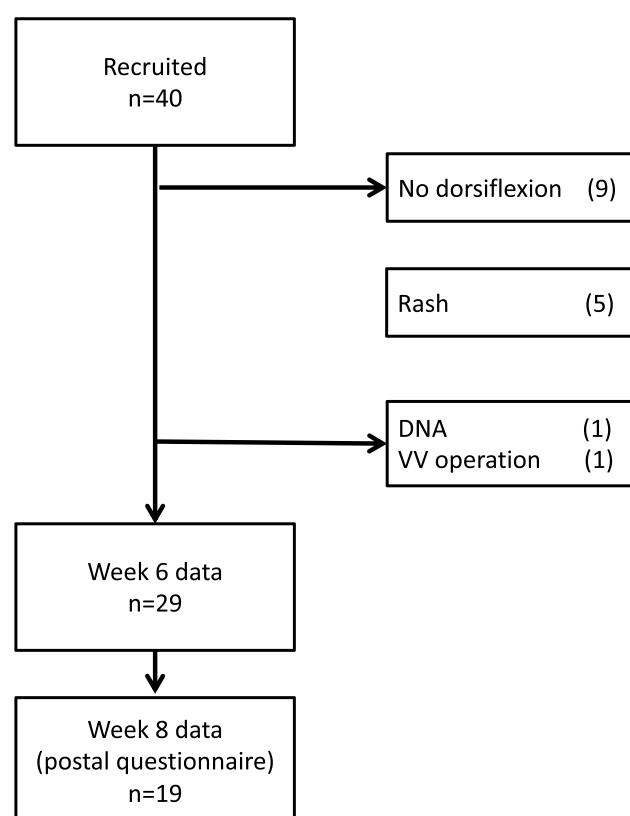 Recruited
n=40
No dorsiflexion (9)
Rash (5)
DNA (1)
VV operation (1)
Week 6 data
n=29
Week 8 data
(postal questionnaire)
n=19